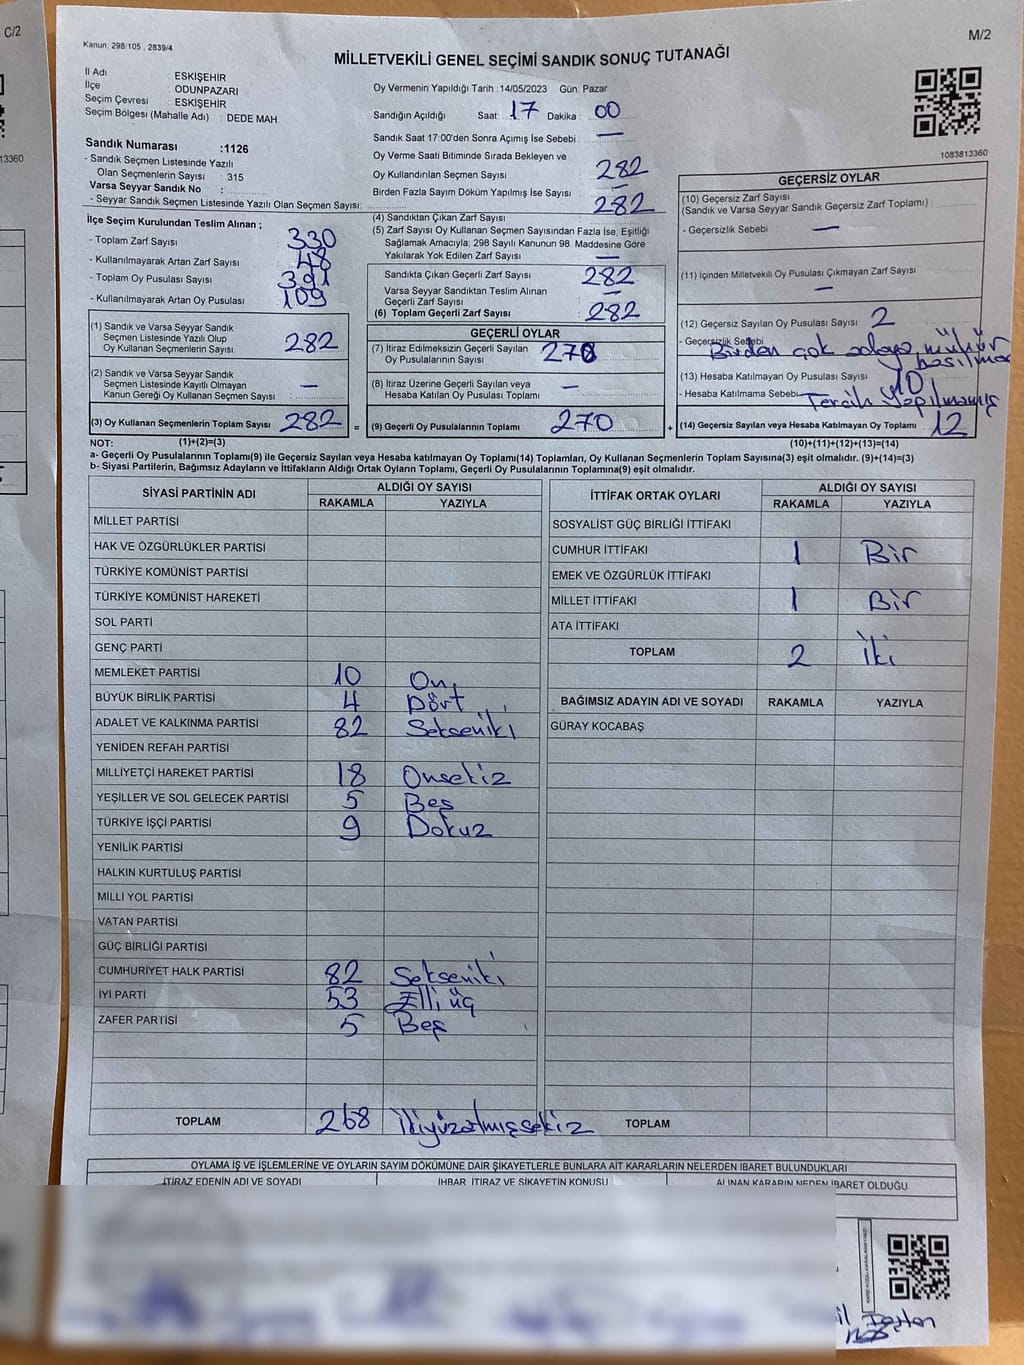 C/2
13360
M/2
Kanun; 298/105 , 2839/4
MİLLETVEKİLİ GENEL SEÇİMİ SANDIK SONUÇ TUTANAĞI
İl Adı ESKİŞEHİR
İlçe : ODUNPAZARI
Seçim Çevresi : ESKİŞEHİR
Seçim Bölgesi (Mahalle Adı) : DEDE MAH
Sandık Numarası :1126
- Sandık Seçmen Listesinde Yazılı
Olan Seçmenlerin Sayısı : 315
Varsa Seyyar Sandık No :
- Seyyar Sandık Seçmen Listesinde Yazılı Olan Seçmen Sayısı:
Oy Vermenin Yapıldığı Tarih : 14/05/2023 Gün: Pazar
Sandığın Açıldığı Saat: 17 Dakika : 00
Sandık Saat 17:00'den Sonra Açımış İse Sebebi : —
Oy Verme Saati Bitiminde Sırada Bekleyen ve
Oy Kullandırılan Seçmen Sayısı : 282
Birden Fazla Sayım Döküm Yapılmış İse Sayısı : —
1083813360
İlçe Seçim Kurulundan Teslim Alınan ;
- Toplam Zarf Sayısı : 330
- Kullanılmayarak Artan Zarf Sayısı : 48
- Toplam Oy Pusulası Sayısı : 391
- Kullanılmayarak Artan Oy Pusulası : 109
(4) Sandıktan Çıkan Zarf Sayısı : 282
(5) Zarf Sayısı Oy Kullanan Seçmen Sayısından Fazla İse, Eşitliği
Sağlamak Amacıyla; 298 Sayılı Kanunun 98. Maddesine Göre
Yakılarak Yok Edilen Zarf Sayısı : —
Sandıkta Çıkan Geçerli Zarf Sayısı : 282
Varsa Seyyar Sandıktan Teslim Alınan
Geçerli Zarf Sayısı : —
(6) Toplam Geçerli Zarf Sayısı : 282
GEÇERSİZ OYLAR
(10) Geçersiz Zarf Sayısı
(Sandık ve Varsa Seyyar Sandık Geçersiz Zarf Toplamı) :
- Geçersizlik Sebebi : —
(11) İçinden Milletvekili Oy Pusulası Çıkmayan Zarf Sayısı
: —
(12) Geçersiz Sayılan Oy Pusulası Sayısı : 2
- Geçersizlik Sebebi : Birden çok mühür
basılmas
(13) Hesaba Katılmayan Oy Pusulası Sayısı : 10
- Hesaba Katılmama Sebebi : Tercih Yapılmamış
(14) Geçersiz Sayılan veya Hesaba Katılmayan Oy Toplamı : 12
(1) Sandık ve Varsa Seyyar Sandık
Seçmen Listesinde Yazılı Olup
Oy Kullanan Seçmenlerin Sayısı : 282
(2) Sandık ve Varsa Seyyar Sandık
Seçmen Listesinde Kayıtlı Olmayan
Kanun Gereği Oy Kullanan Seçmen Sayısı : —
(3) Oy Kullanan Seçmenlerin Toplam Sayısı : 282 =
GEÇERLİ OYLAR
(7) İtiraz Edilmeksizin Geçerli Sayılan
Oy Pusulalarının Sayısı : 270
(8) İtiraz Üzerine Geçerli Sayılan veya
Hesaba Katılan Oy Pusulası Toplamı : —
(9) Geçerli Oy Pusulalarının Toplamı : 270 +
NOT: (1)+(2)=(3)
(10)+(11)+(12)+(13)=(14)
a- Geçerli Oy Pusulalarının Toplamı(9) ile Geçersiz Sayılan veya Hesaba katılmayan Oy Toplamı(14) Toplamları, Oy Kullanan Seçmenlerin Toplam Sayısına(3) eşit olmalıdır. (9)+(14)=(3)
b- Siyasi Partilerin, Bağımsız Adayların ve İttifakların Aldığı Ortak Oyların Toplamı, Geçerli Oy Pusulalarının Toplamına(9) eşit olmalıdır.
SİYASİ PARTİNİN ADI ALDIĞI OY SAYISI
RAKAMLA YAZIYLA
MİLLET PARTİSİ
HAK VE ÖZGÜRLÜKLER PARTİSİ
TÜRKİYE KOMÜNİST PARTİSİ
TÜRKİYE KOMÜNİST HAREKETİ
SOL PARTİ
GENÇ PARTİ
MEMLEKET PARTİSİ 10 On
BÜYÜK BİRLİK PARTİSİ 4 Dört
ADALET VE KALKINMA PARTİSİ 82 Sekseniki
YENİDEN REFAH PARTİSİ
MİLLİYETÇİ HAREKET PARTİSİ 18 Onsekiz
YEŞİLLER VE SOL GELECEK PARTİSİ 5 Beş
TÜRKİYE İŞÇİ PARTİSİ 9 Dokuz
YENİLİK PARTİSİ
HALKIN KURTULUŞ PARTİSİ
MİLLİ YOL PARTİSİ
VATAN PARTİSİ
GÜÇ BİRLİĞİ PARTİSİ
CUMHURİYET HALK PARTİSİ 82 Sekseniki
İYİ PARTİ 53 Elli üç
ZAFER PARTİSİ 5 Beş
TOPLAM 268 İkiyüzatmışsekiz
İTTİFAK ORTAK OYLARI ALDIĞI OY SAYISI
RAKAMLA YAZIYLA
SOSYALİST GÜÇ BİRLİĞİ İTTİFAKI
CUMHUR İTTİFAKI 1 Bir
EMEK VE ÖZGÜRLÜK İTTİFAKI
MİLLET İTTİFAKI 1 Bir
ATA İTTİFAKI
TOPLAM 2 İki
BAĞIMSIZ ADAYIN ADI VE SOYADI RAKAMLA YAZIYLA
GÜRAY KOCABAŞ
TOPLAM
OYLAMA İŞ VE İŞLEMLERİNE VE OYLARIN SAYIM DÖKÜMÜNE DAİR ŞİKAYETLERLE BUNLARA AİT KARARLARIN NELERDEN İBARET BULUNDUKLARI
İTİRAZ EDENİN ADI VE SOYADI İHBAR, İTİRAZ VE ŞİKAYETİN KONUSU ALINAN KARARIN NEDEN İBARET OLDUĞU